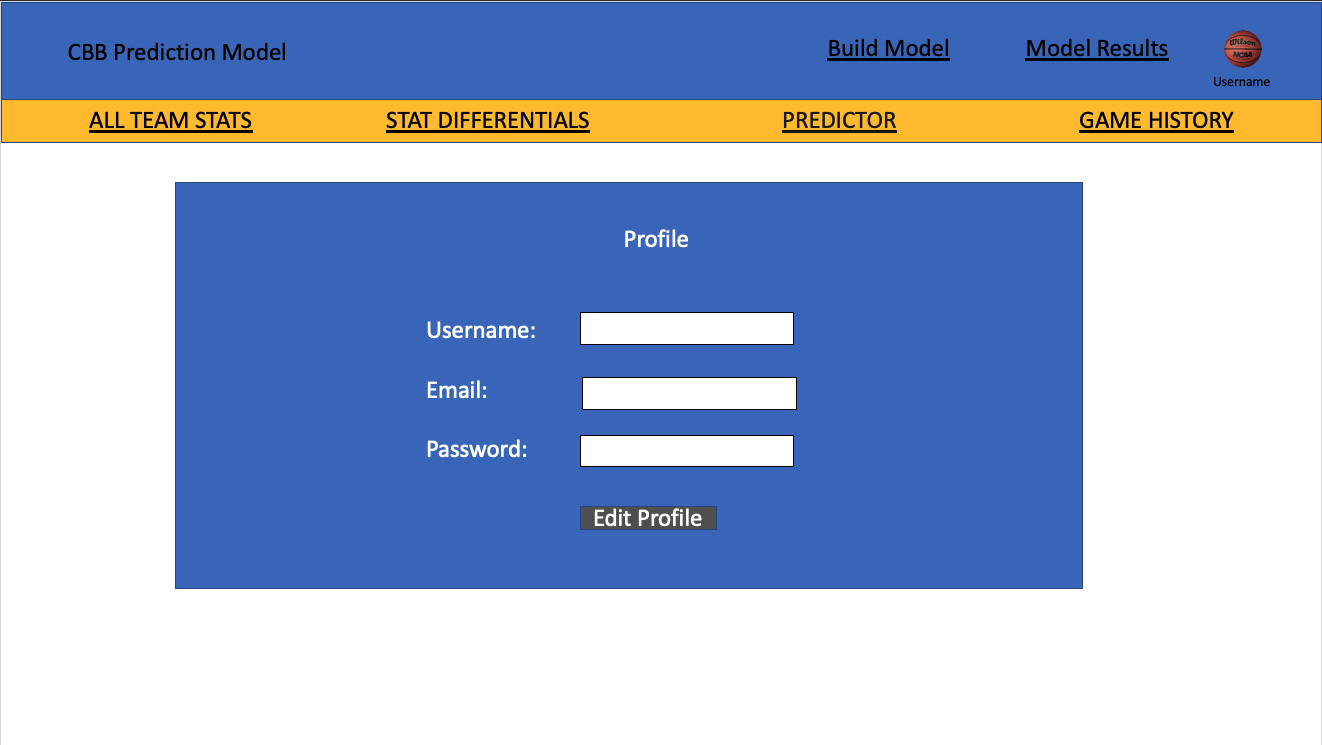 CBB Prediction Model
Build Model
Model Results
Wilson
NCAA
Username
ALL TEAM STATS
STAT DIFFERENTIALS
PREDICTOR
GAME HISTORY
Profile
Username:
Email:
Password:
Edit Profile